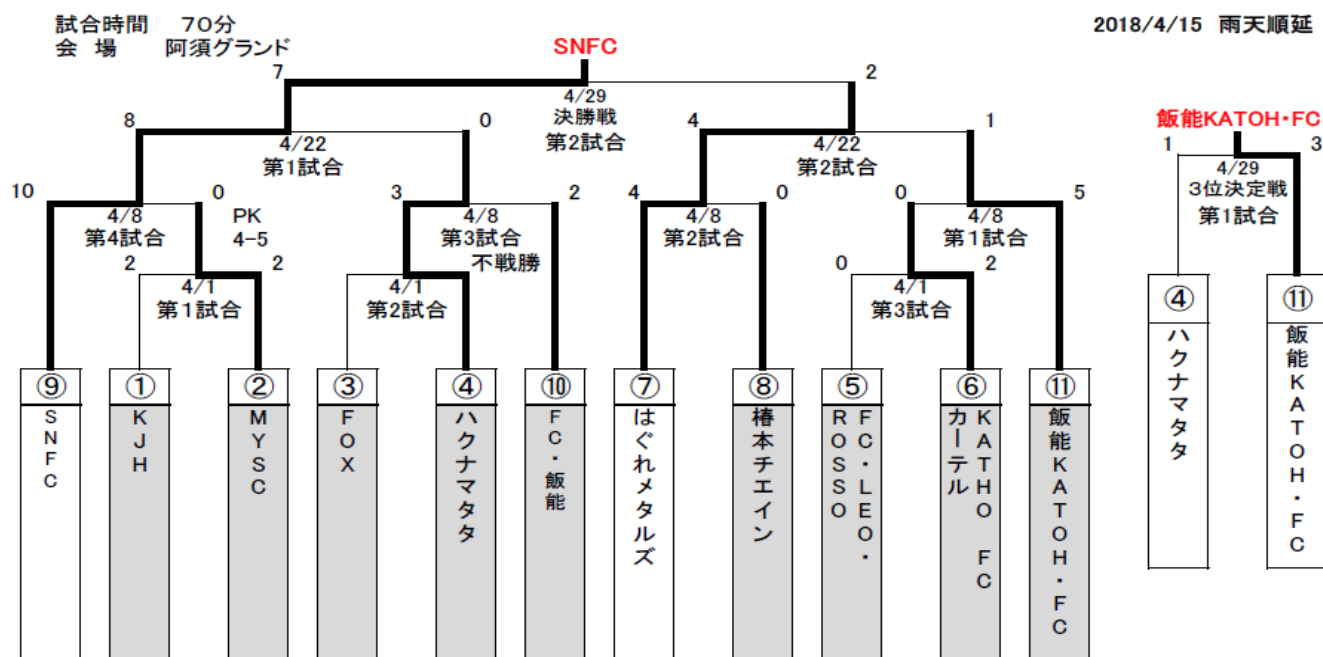 試合時間 70分
会 場 阿須グランド
2018/4/15 雨天順延
SNFC
7
2
4/29
決勝戦
第2試合
8
0
4
1
4/22
第1試合
4/22
第2試合
飯能KATOH・FC
1
3
4/29
3位決定戦
第1試合
10
0
3
2
4
0
0
5
4/8
第4試合
PK
4-5
4/8
第3試合
不戦勝
4/8
第2試合
4/8
第1試合
2
2
4/1
第1試合
4/1
第2試合
0
2
4/1
第3試合
④
ハクナマタタ
⑪
飯能KATOH・FC
⑨
SNFC
①
KJH
②
MYSC
③
FOX
④
ハクナマタタ
⑩
FC・飯能
⑦
はぐれメタルズ
⑧
椿本チエイン
⑤
FC・LEO・
ROSSO
⑥
KATHO FC
カーテル
⑪
飯能KATOH・FC